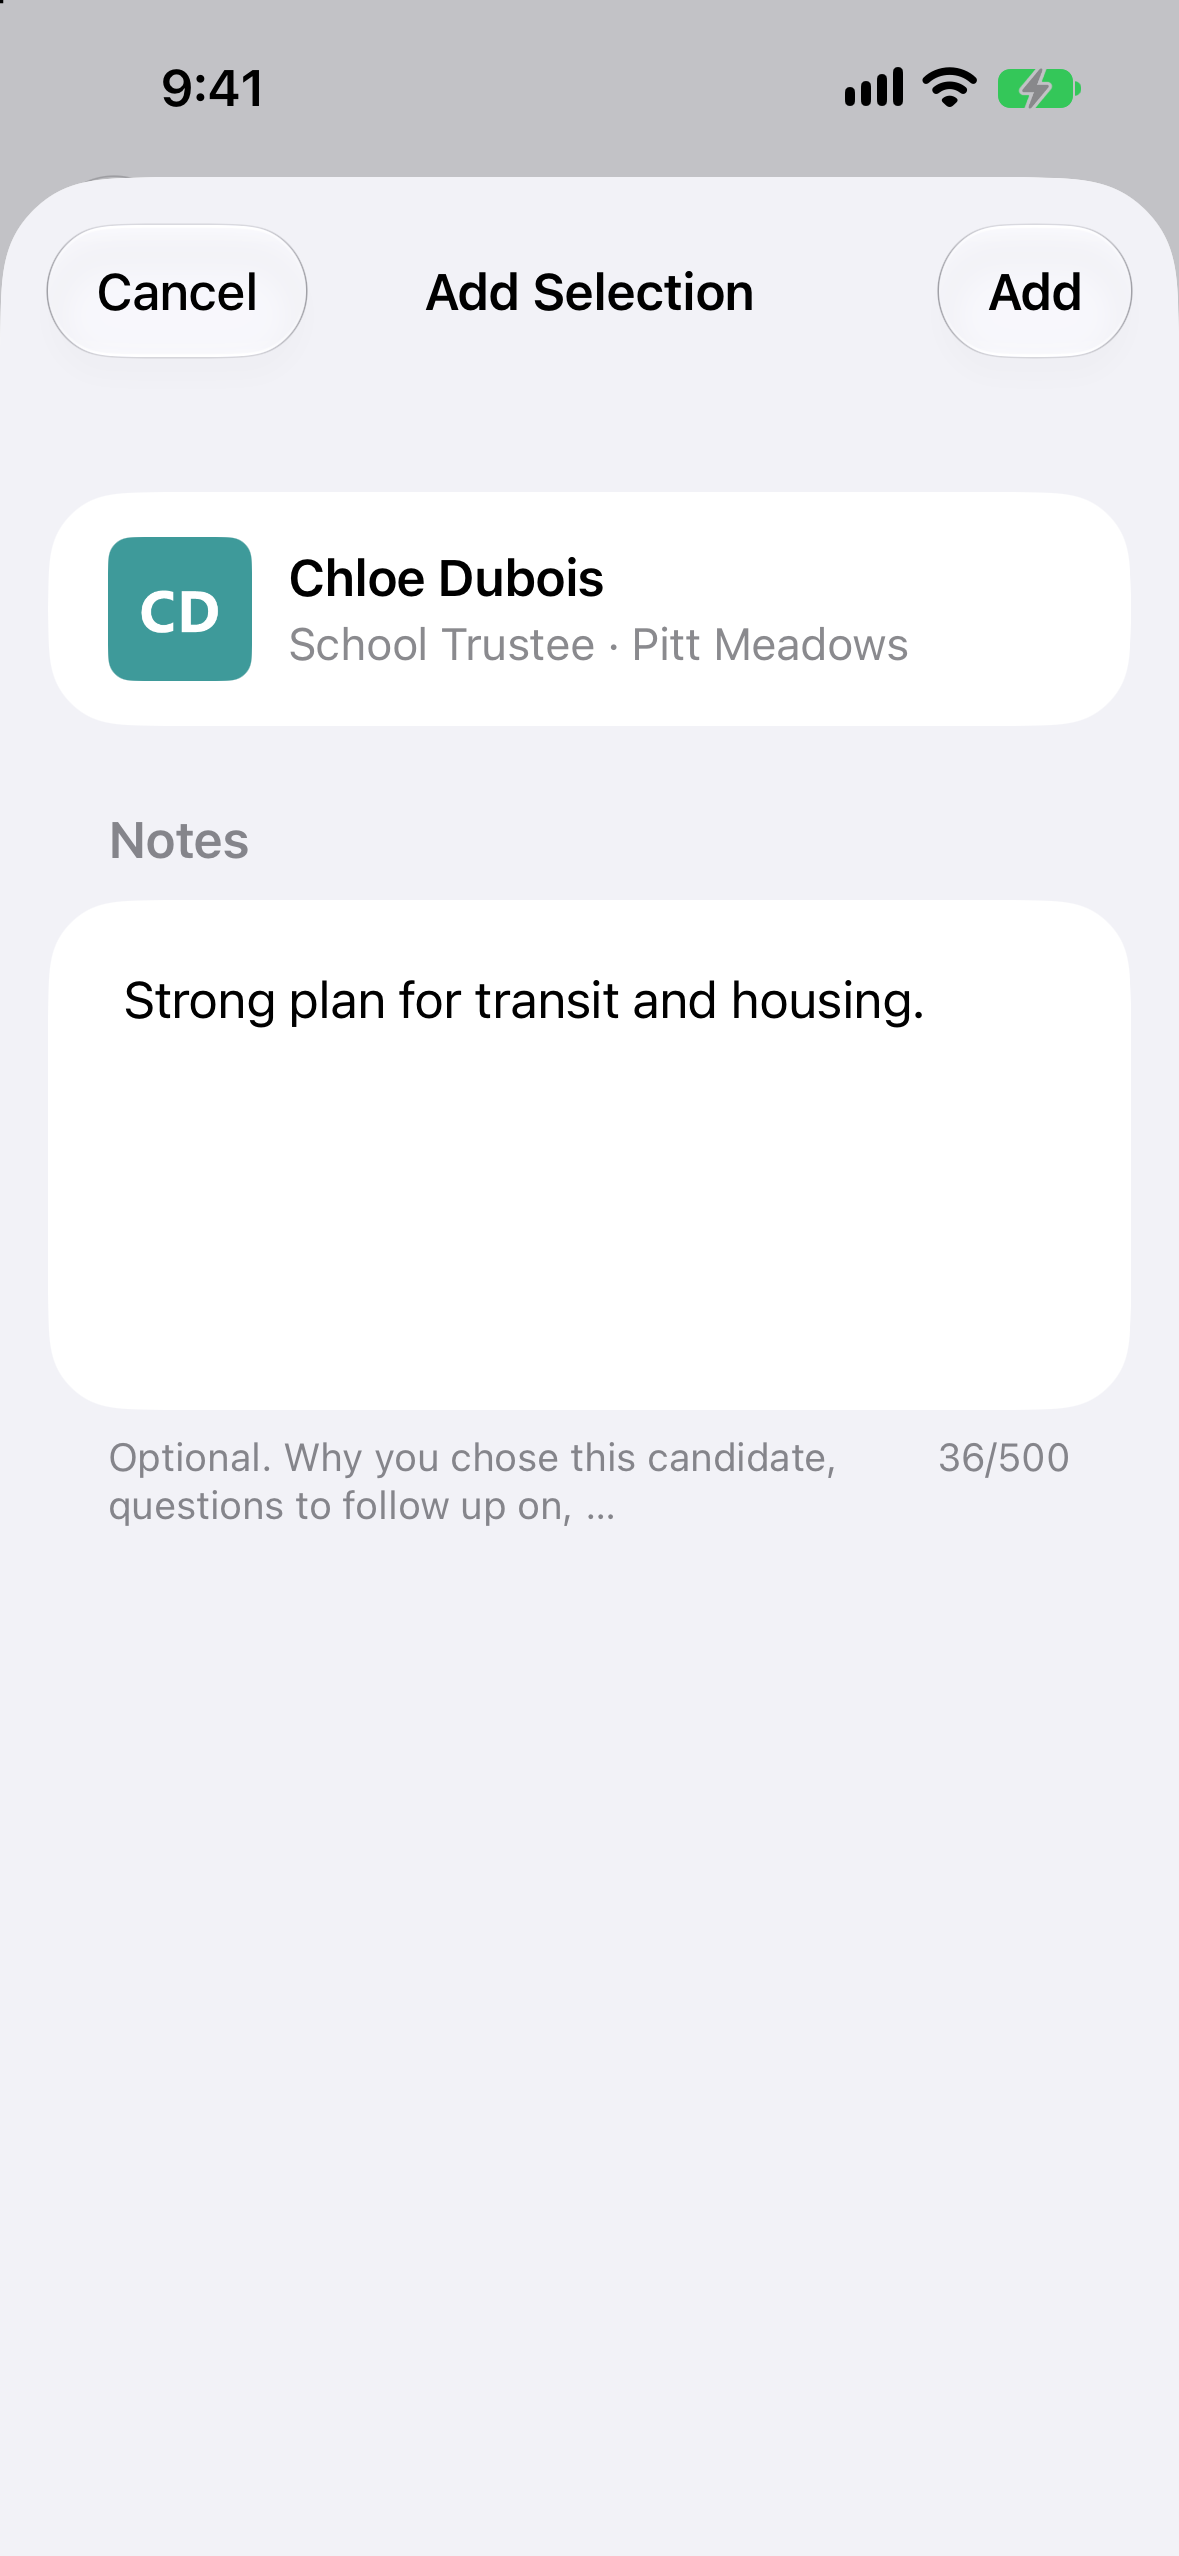 9:41
Cancel
Add Selection
Add
CD
Chloe Dubois
School Trustee · Pitt Meadows
Notes
Strong plan for transit and housing.
Optional. Why you chose this candidate,
questions to follow up on, ...
36/500